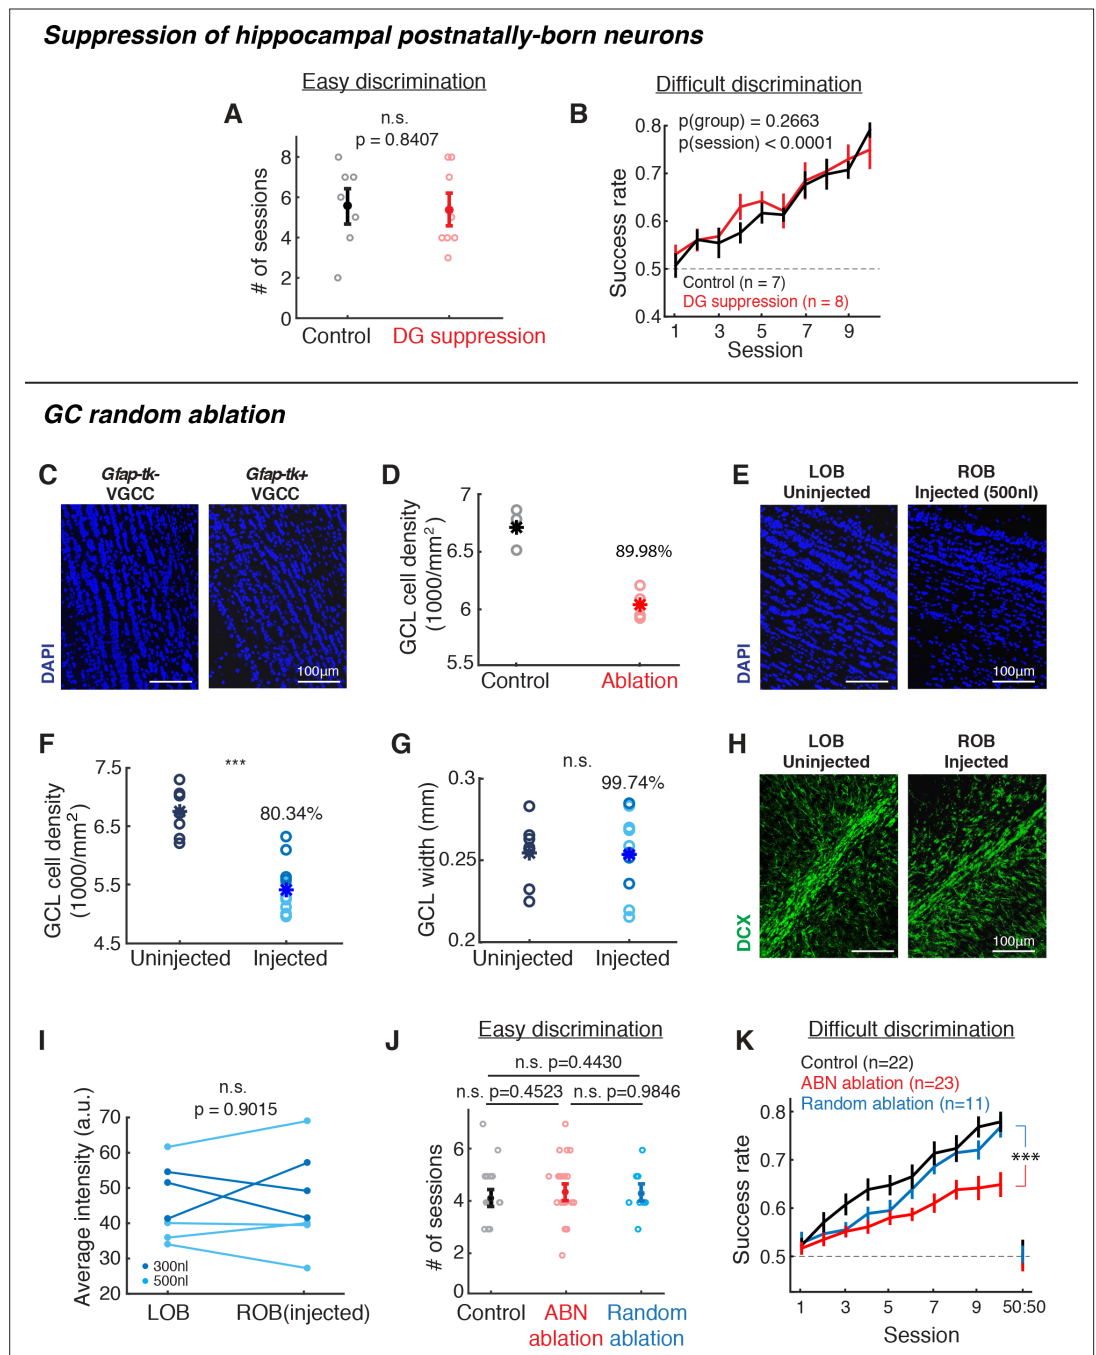 Suppression of hippocampal postnatally-born neurons
Easy discrimination
A
n.s.
p = 0.8407
# of sessions
8
6
4
2
0
Control
DG suppression
Difficult discrimination
B
p(group) = 0.2663
p(session) < 0.0001
Success rate
0.8
0.7
0.6
0.5
0.4
Control (n = 7)
DG suppression (n = 8)
1 3 5 7 9
Session
GC random ablation
C
Gfap-tk-
VGCC
Gfap-tk+
VGCC
DAPI
100μm
D
GCL cell density
(1000/mm2)
7
6.5
6
5.5
89.98%
Control
Ablation
E
LOB
Uninjected
ROB
Injected (500nl)
DAPI
100μm
F
***
GCL cell density
(1000/mm2)
7.5
6.5
5.5
4.5
80.34%
Uninjected
Injected
G
n.s.
99.74%
GCL width (mm)
0.3
0.25
0.2
Uninjected
Injected
H
LOB
Uninjected
ROB
Injected
DCX
100μm
I
n.s.
p = 0.9015
Average intensity (a.u.)
70
60
50
40
30
20
300nl
500nl
LOB
ROB(injected)
J
Easy discrimination
n.s. p=0.4430
n.s. p=0.4523
n.s. p=0.9846
# of sessions
6
4
2
0
Control
ABN
ablation
Random
ablation
K
Difficult discrimination
Control (n=22)
ABN ablation (n=23)
Random ablation (n=11)
Success rate
0.8
0.7
0.6
0.5
***
1 3 5 7 9 50:50
Session